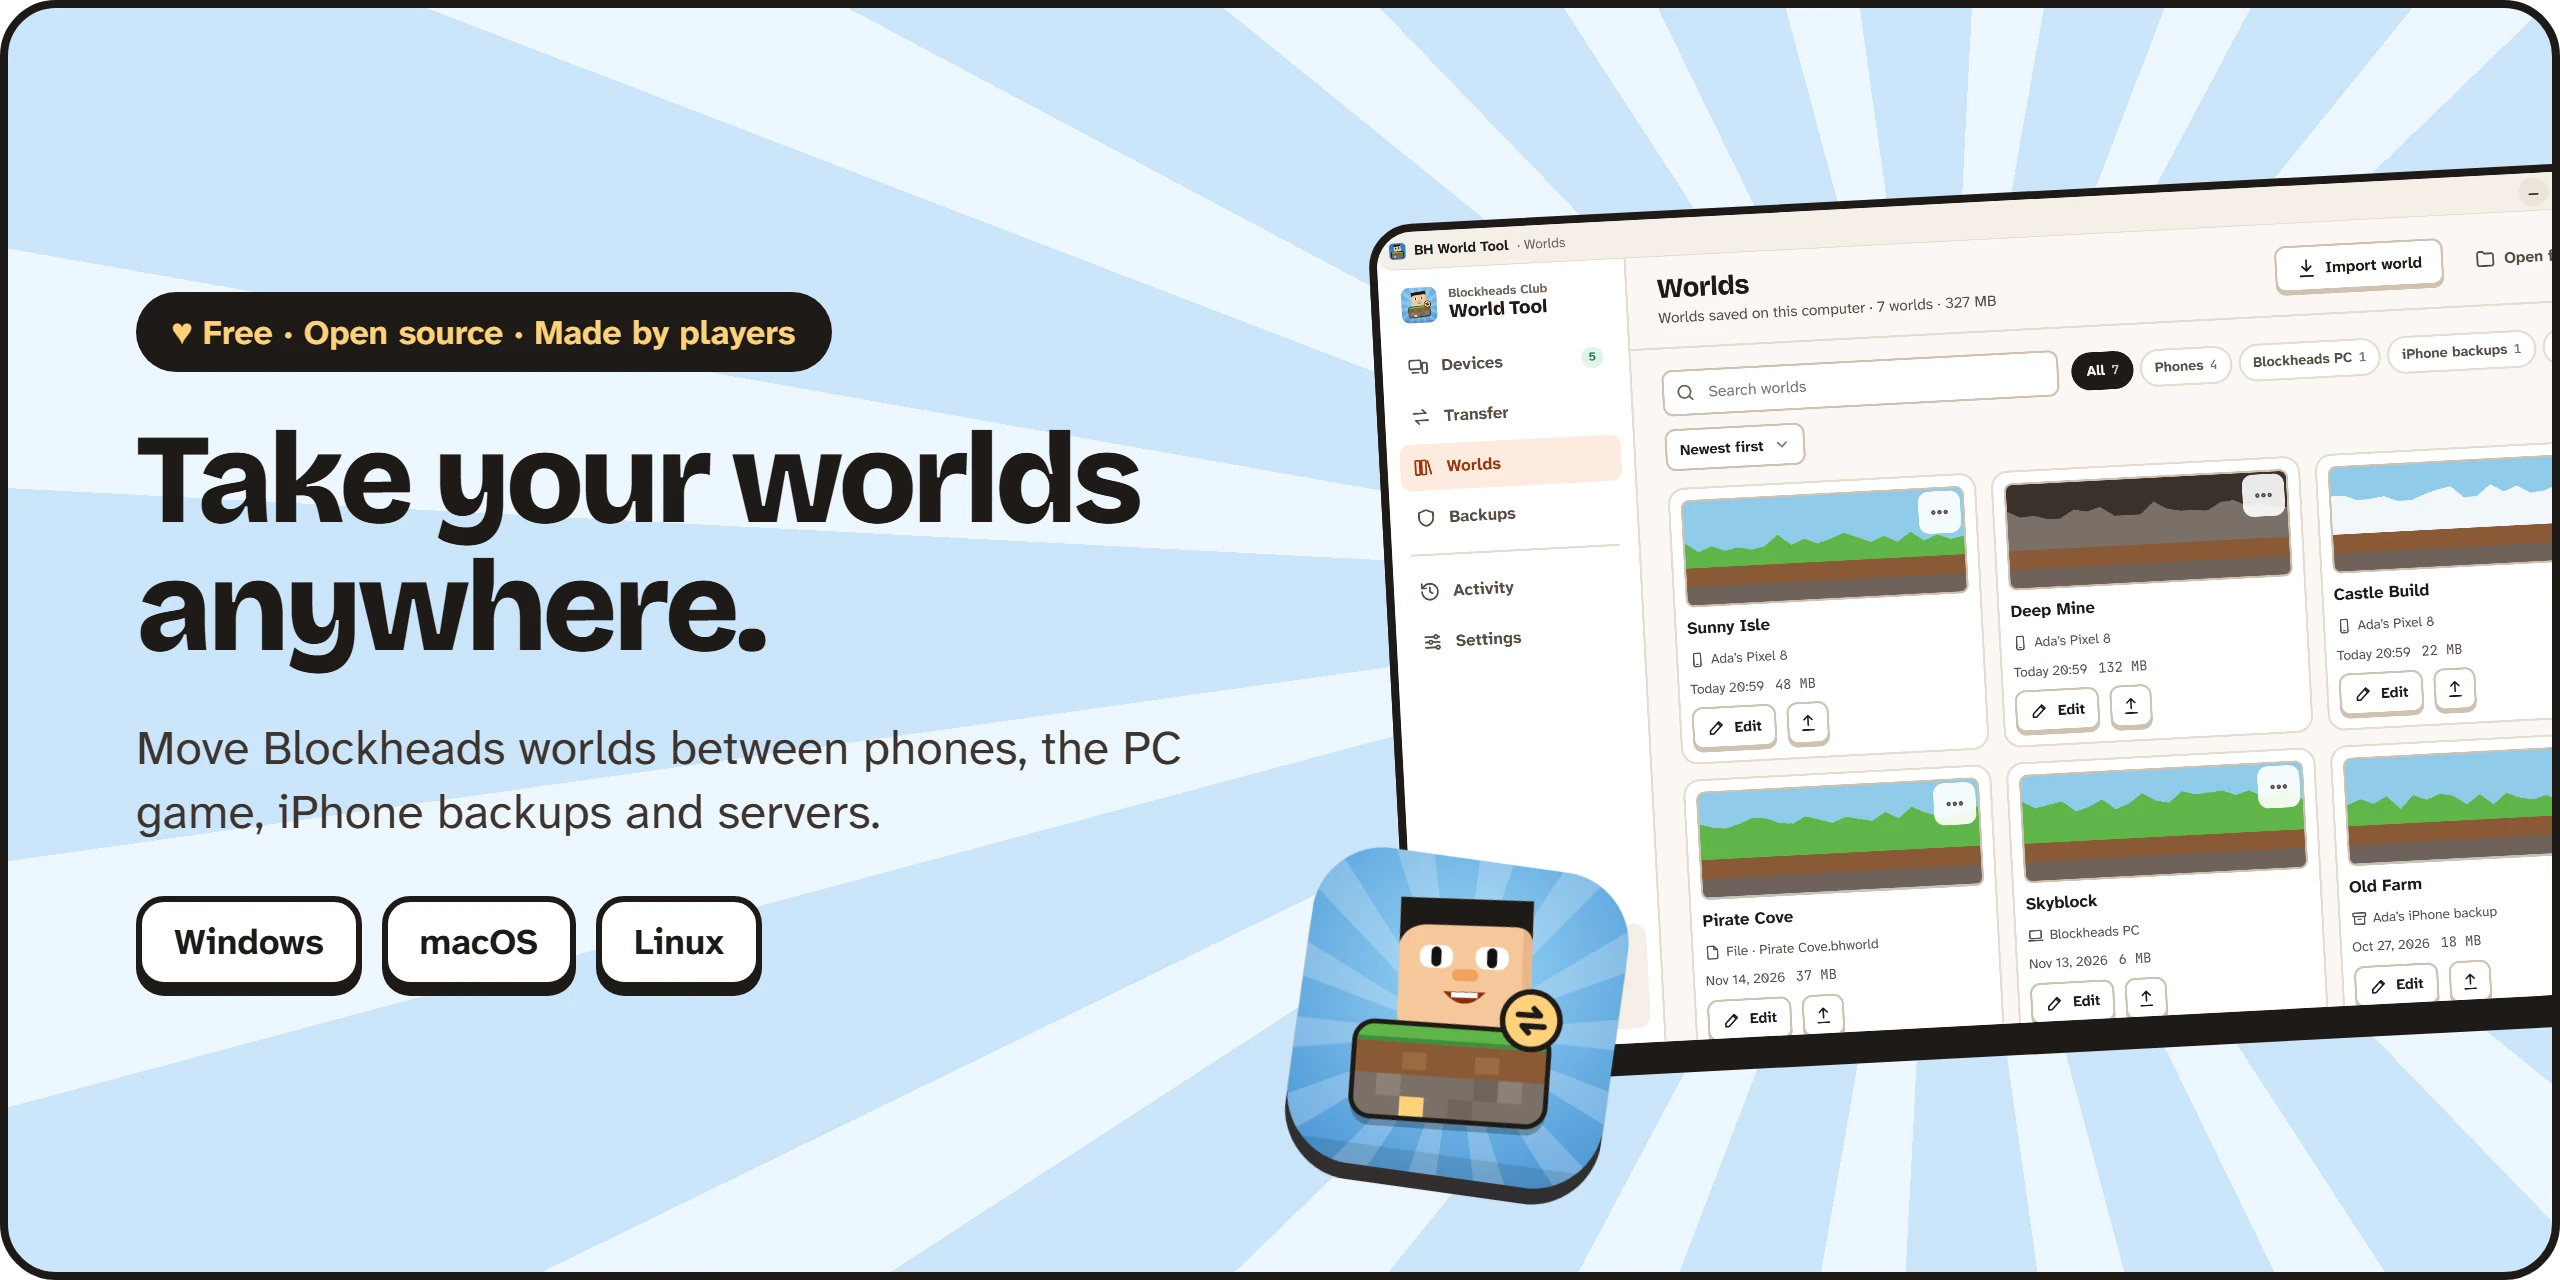 ♥ Free · Open source · Made by players
Take your worlds
anywhere.
Move Blockheads worlds between phones, the PC
game, iPhone backups and servers.
Windows
macOS
Linux
BH World Tool · Worlds
Blockheads Club
World Tool
Devices 5
Transfer
Worlds
Backups
Activity
Settings
Worlds
Worlds saved on this computer · 7 worlds · 327 MB
Import world
Open
Search worlds
All 7
Phones 4
Blockheads PC 1
iPhone backups 1
Newest first
Sunny Isle
Ada's Pixel 8
Today 20:59 48 MB
Edit
Deep Mine
Ada's Pixel 8
Today 20:59 132 MB
Edit
Castle Build
Ada's Pixel 8
Today 20:59 22 MB
Edit
Pirate Cove
File · Pirate Cove.bhworld
Nov 14, 2026 37 MB
Edit
Skyblock
Blockheads PC
Nov 13, 2026 6 MB
Edit
Old Farm
Ada's iPhone backup
Oct 27, 2026 18 MB
Edit